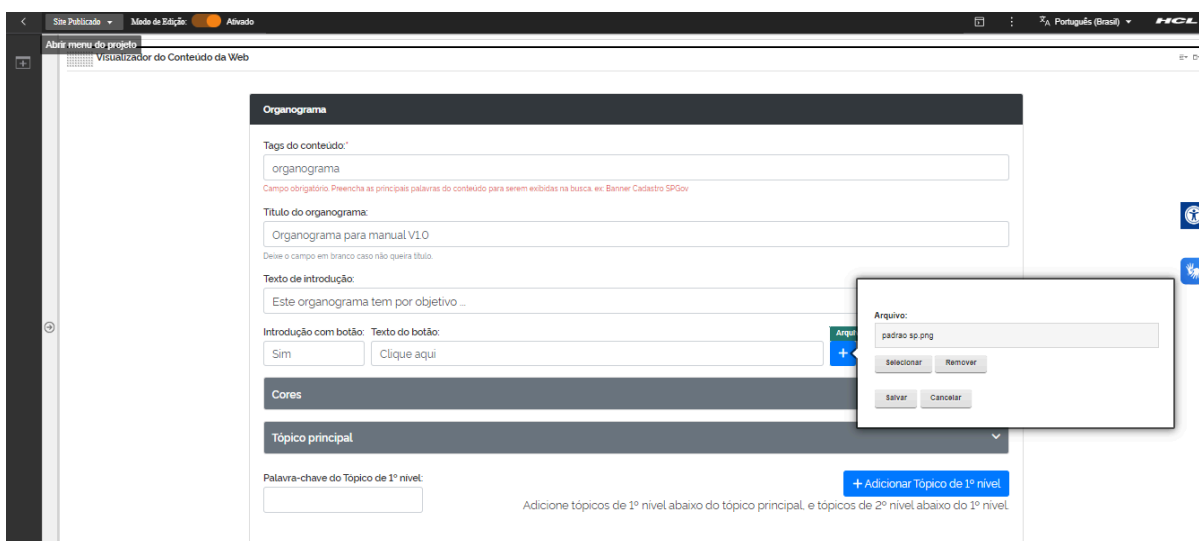 Site Publicado Modo de Edição: Ativado Português (Brasil) HCL
Abrir menu do projeto
Visualizador do Conteúdo da Web
Organograma
Tags do conteúdo:*
organograma
Campo obrigatório. Preencha as principais palavras do conteúdo para serem exibidas na busca. ex: Banner Cadastro SPGov
Título do organograma:
Organograma para manual V1.0
Deixe o campo em branco caso não queira título.
Texto de introdução:
Este organograma tem por objetivo ...
Introdução com botão: Texto do botão:
Sim Clique aqui
Arquivo:
padrao sp.png
Selecionar Remover
Salvar Cancelar
Cores
Tópico principal
Palavra-chave do Tópico de 1º nível:
+ Adicionar Tópico de 1º nível
Adicione tópicos de 1º nível abaixo do tópico principal, e tópicos de 2º nível abaixo do 1º nível.